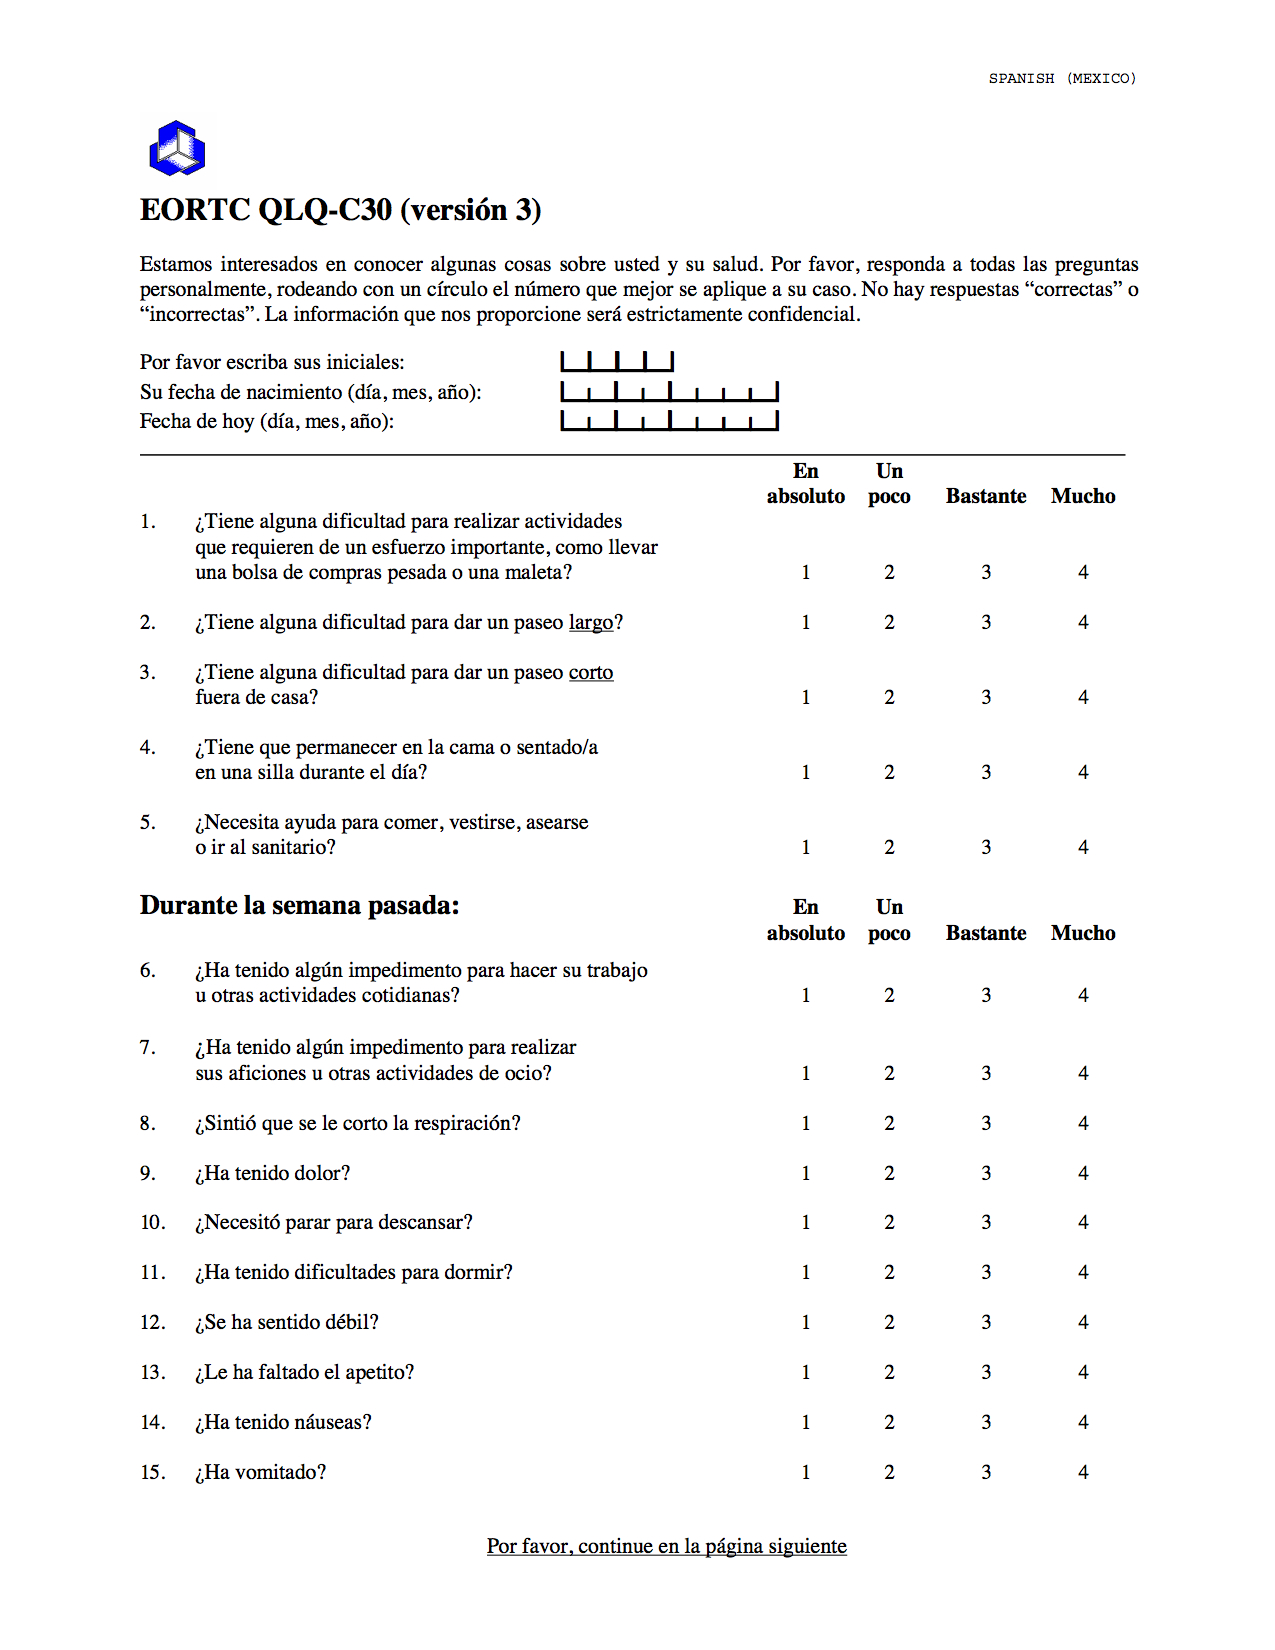 SPANISH (MEXICO)
EORTC QLQ-C30 (versión 3)
Estamos interesados en conocer algunas cosas sobre usted y su salud. Por favor, responda a todas las preguntas
personalmente, rodeando con un círculo el número que mejor se aplique a su caso. No hay respuestas “correctas” o
“incorrectas”. La información que nos proporcione será estrictamente confidencial.
Por favor escriba sus iniciales:
Su fecha de nacimiento (día, mes, año):
Fecha de hoy (día, mes, año):
En Un
absoluto poco Bastante Mucho
1. ¿Tiene alguna dificultad para realizar actividades
que requieren de un esfuerzo importante, como llevar
una bolsa de compras pesada o una maleta? 1 2 3 4
2. ¿Tiene alguna dificultad para dar un paseo largo? 1 2 3 4
3. ¿Tiene alguna dificultad para dar un paseo corto
fuera de casa? 1 2 3 4
4. ¿Tiene que permanecer en la cama o sentado/a
en una silla durante el día? 1 2 3 4
5. ¿Necesita ayuda para comer, vestirse, asearse
o ir al sanitario? 1 2 3 4
Durante la semana pasada: En Un
absoluto poco Bastante Mucho
6. ¿Ha tenido algún impedimento para hacer su trabajo
u otras actividades cotidianas? 1 2 3 4
7. ¿Ha tenido algún impedimento para realizar
sus aficiones u otras actividades de ocio? 1 2 3 4
8. ¿Sintió que se le corto la respiración? 1 2 3 4
9. ¿Ha tenido dolor? 1 2 3 4
10. ¿Necesitó parar para descansar? 1 2 3 4
11. ¿Ha tenido dificultades para dormir? 1 2 3 4
12. ¿Se ha sentido débil? 1 2 3 4
13. ¿Le ha faltado el apetito? 1 2 3 4
14. ¿Ha tenido náuseas? 1 2 3 4
15. ¿Ha vomitado? 1 2 3 4
Por favor, continue en la página siguiente